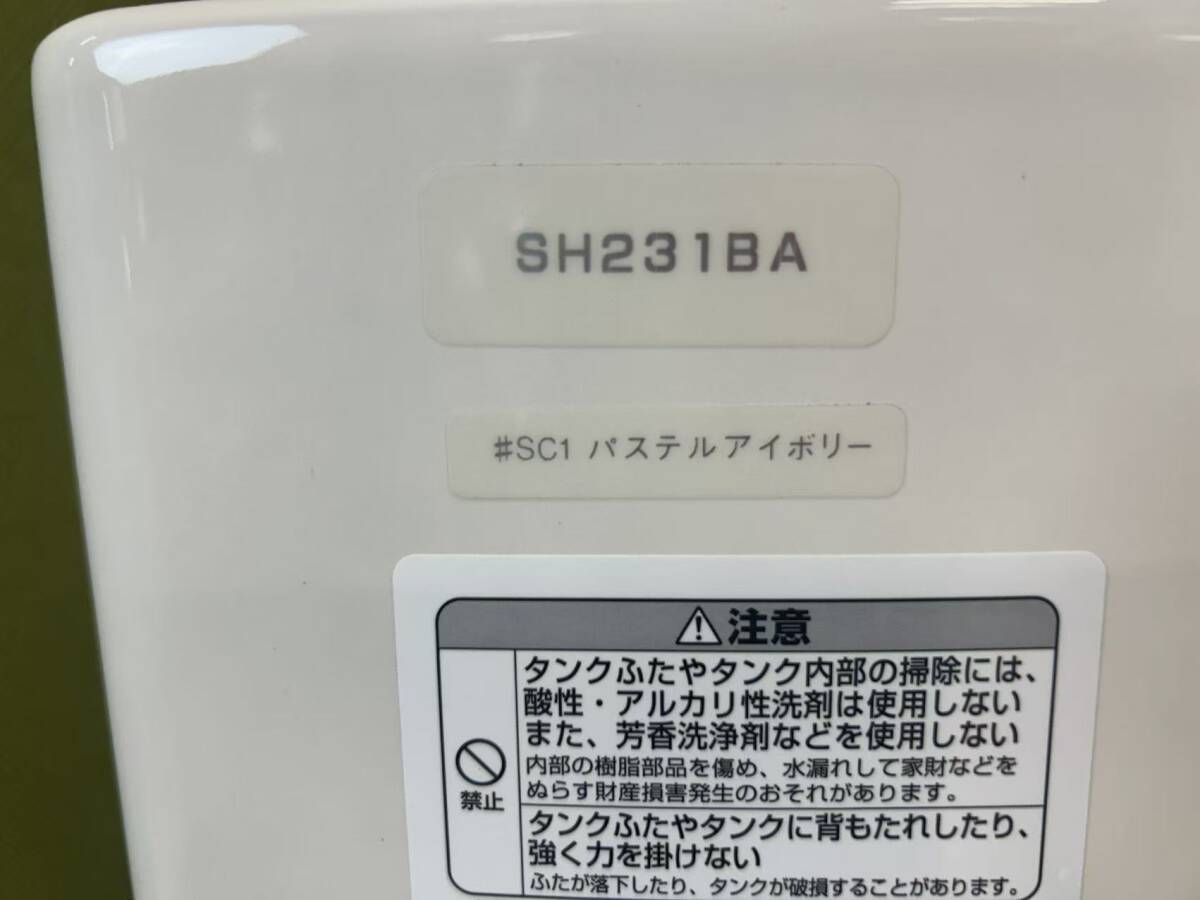 SH231BA
#SC1 パステルアイボリー
⚠注意
タンクふたやタンク内部の掃除には、
酸性・アルカリ性洗剤は使用しない
また、芳香洗浄剤などを使用しない
内部の樹脂部品を傷め、水漏れして家財などを
ぬらす財産損害発生のおそれがあります。
禁止
タンクふたやタンクに背もたれしたり、
強く力を掛けない
ふたが落下したり、タンクが破損することがあります。